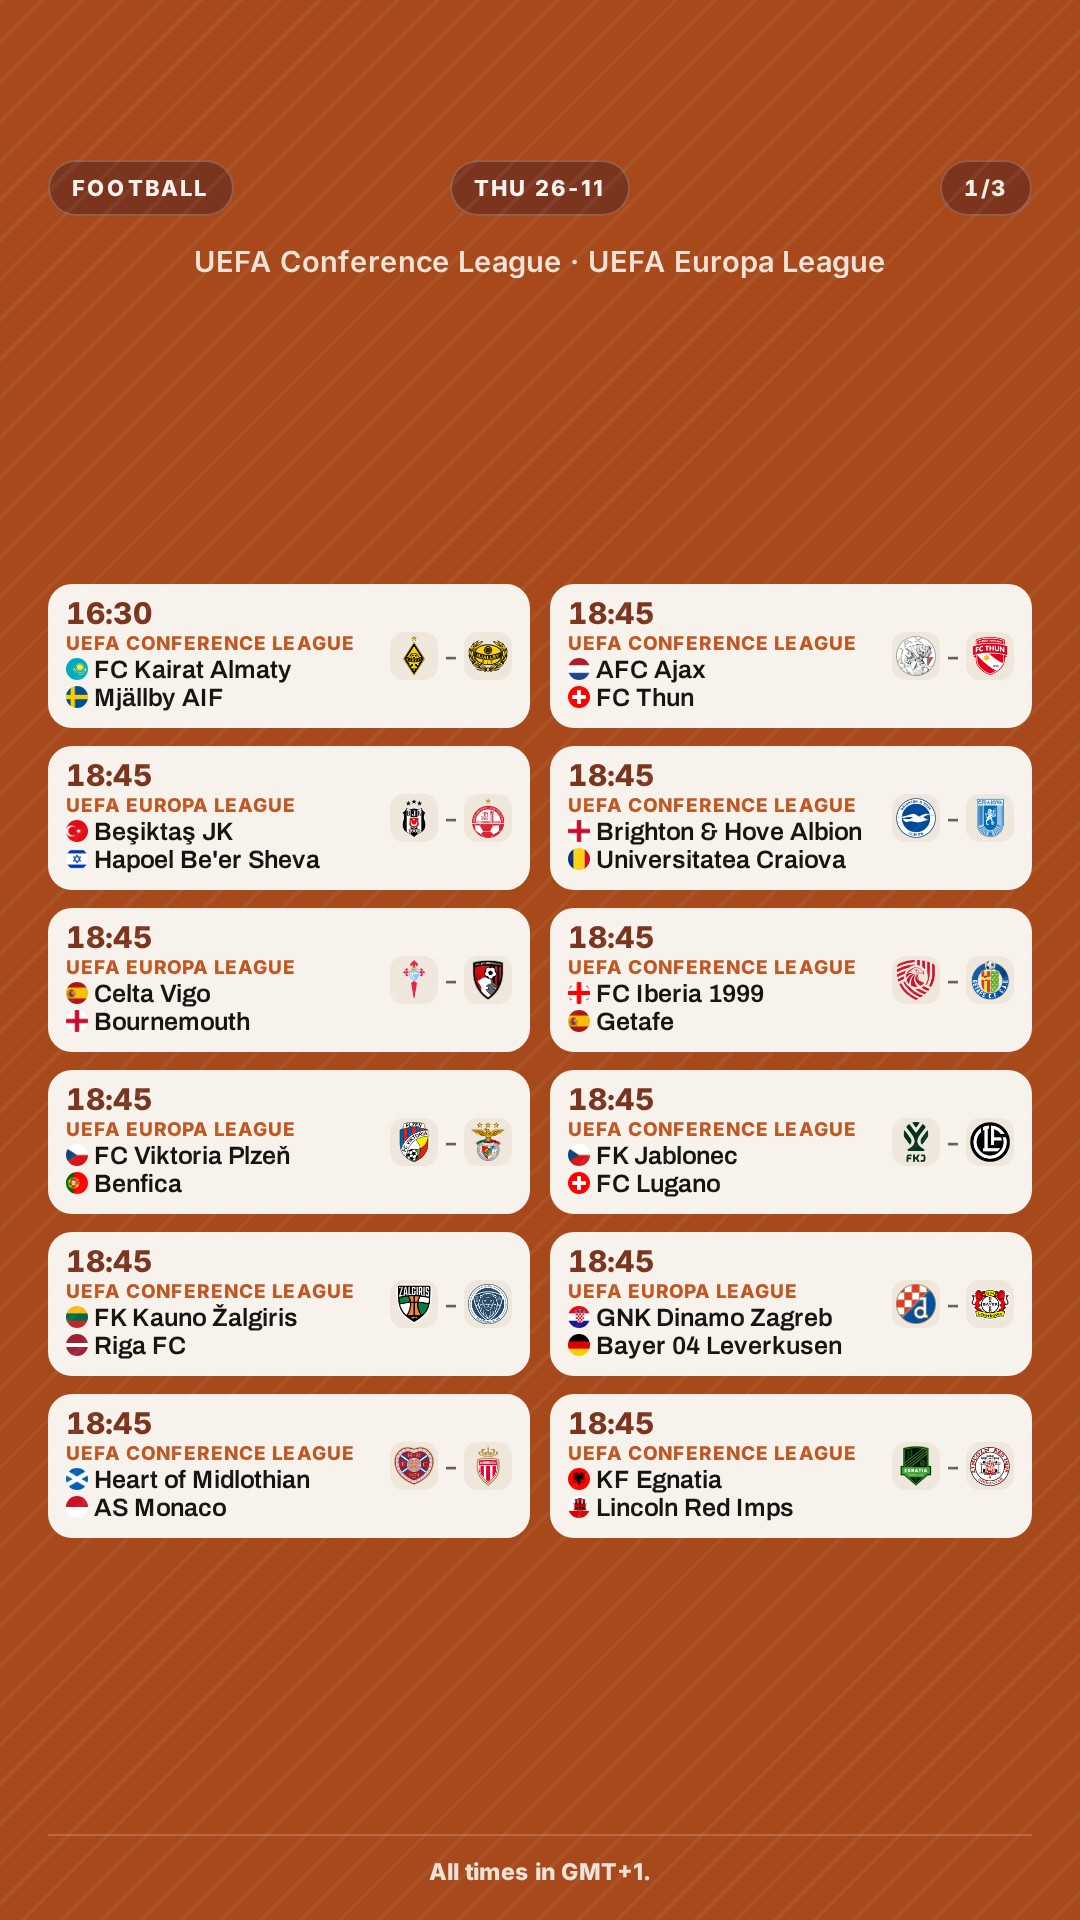 FOOTBALL
THU 26-11
1/3
UEFA Conference League · UEFA Europa League
16:30
UEFA CONFERENCE LEAGUE
FC Kairat Almaty
Mjällby AIF
–
18:45
UEFA CONFERENCE LEAGUE
AFC Ajax
FC Thun
–
FC THUN
18:45
UEFA EUROPA LEAGUE
Beşiktaş JK
Hapoel Be'er Sheva
–
18:45
UEFA CONFERENCE LEAGUE
Brighton & Hove Albion
Universitatea Craiova
–
18:45
UEFA EUROPA LEAGUE
Celta Vigo
Bournemouth
–
18:45
UEFA CONFERENCE LEAGUE
FC Iberia 1999
Getafe
–
18:45
UEFA EUROPA LEAGUE
FC Viktoria Plzeň
Benfica
–
18:45
UEFA CONFERENCE LEAGUE
FK Jablonec
FC Lugano
FKJ
–
18:45
UEFA CONFERENCE LEAGUE
FK Kauno Žalgiris
Riga FC
ZALGIRIS
–
18:45
UEFA EUROPA LEAGUE
GNK Dinamo Zagreb
Bayer 04 Leverkusen
d
–
18:45
UEFA CONFERENCE LEAGUE
Heart of Midlothian
AS Monaco
–
18:45
UEFA CONFERENCE LEAGUE
KF Egnatia
Lincoln Red Imps
EGNATIA
–
All times in GMT+1.